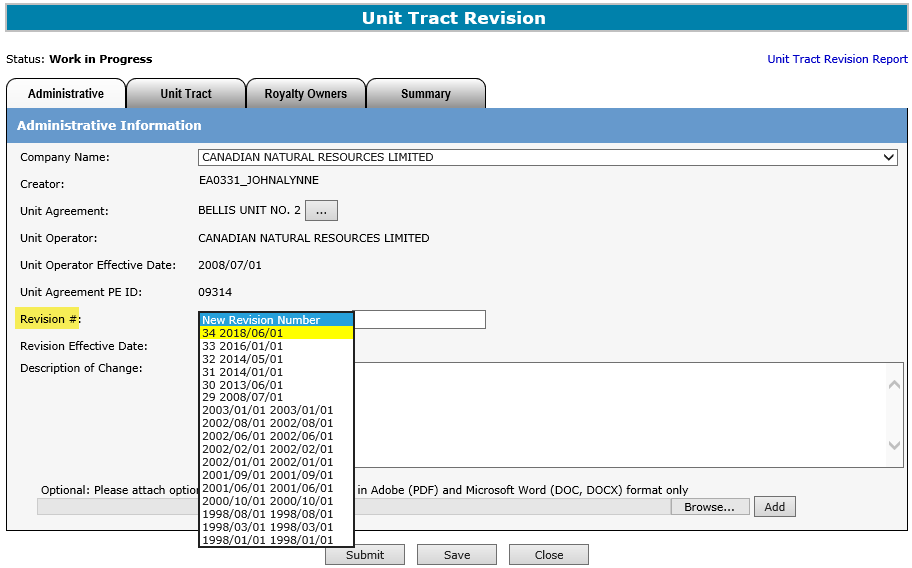 Unit Tract Revision
Status: Work in Progress
Unit Tract Revision Report
Administrative
Unit Tract
Royalty Owners
Summary
Administrative Information
Company Name:
CANADIAN NATURAL RESOURCES LIMITED
Creator:
EA0331_JOHNALYNNE
Unit Agreement:
BELLIS UNIT NO. 2
...
Unit Operator:
CANADIAN NATURAL RESOURCES LIMITED
Unit Operator Effective Date:
2008/07/01
Unit Agreement PE ID:
09314
Revision #:
New Revision Number
34 2018/06/01
33 2016/01/01
32 2014/05/01
31 2014/01/01
30 2013/06/01
29 2008/07/01
2003/01/01 2003/01/01
2002/08/01 2002/08/01
2002/06/01 2002/06/01
2002/02/01 2002/02/01
2002/01/01 2002/01/01
2001/09/01 2001/09/01
2001/06/01 2001/06/01
2000/10/01 2000/10/01
1998/08/01 1998/08/01
1998/03/01 1998/03/01
1998/01/01 1998/01/01
Revision Effective Date:
Description of Change:
Optional: Please attach optio
in Adobe (PDF) and Microsoft Word (DOC, DOCX) format only
Browse...
Add
Submit
Save
Close